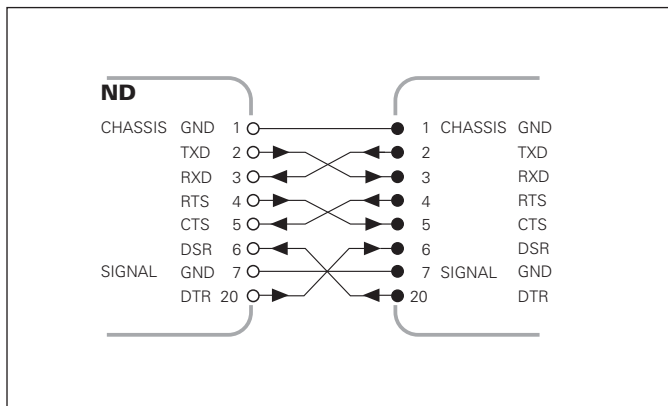 ND
CHASSIS GND 1 1 CHASSIS GND
TXD 2 2 TXD
RXD 3 3 RXD
RTS 4 4 RTS
CTS 5 5 CTS
DSR 6 6 DSR
SIGNAL GND 7 7 SIGNAL GND
DTR 20 20 DTR